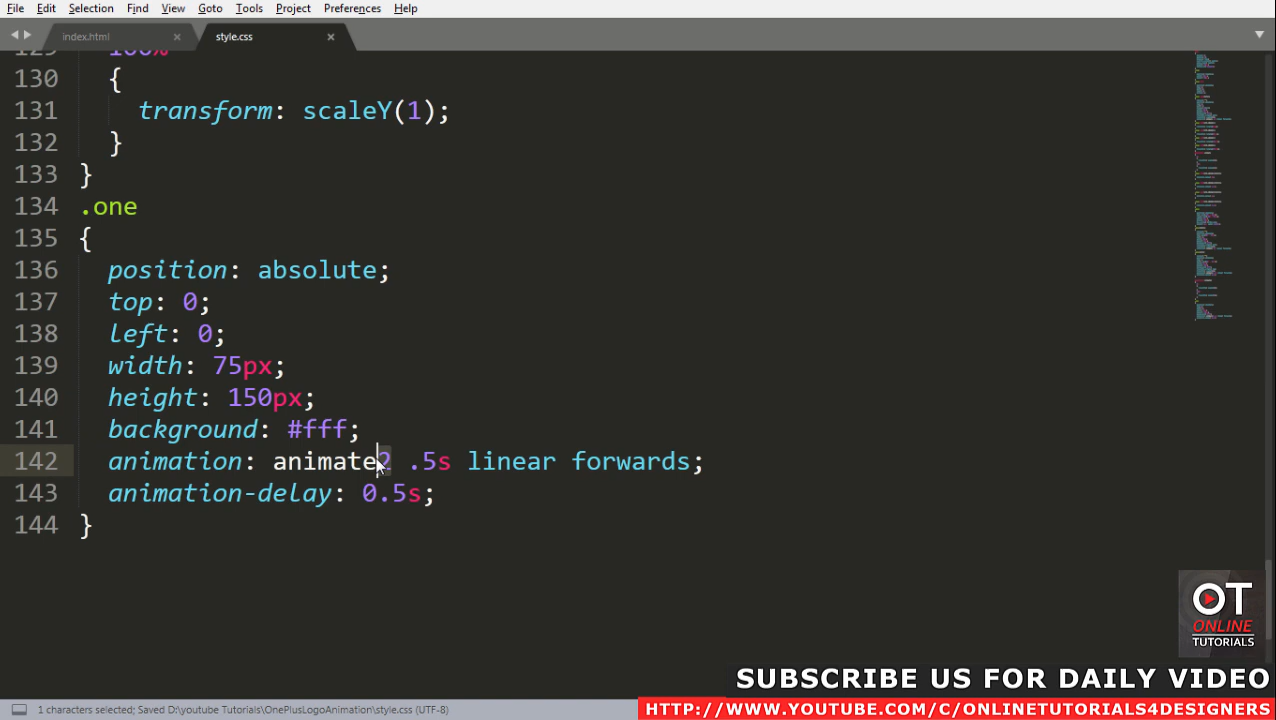 File Edit Selection Find View Goto Tools Project Preferences Help
index.html × style.css ×
129 100%
130 {
131 transform: scaleY(1);
132 }
133 }
134 .one
135 {
136 position: absolute;
137 top: 0;
138 left: 0;
139 width: 75px;
140 height: 150px;
141 background: #fff;
142 animation: animate2 .5s linear forwards;
143 animation-delay: 0.5s;
144 }
OT
ONLINE
TUTORIALS
SUBSCRIBE US FOR DAILY VIDEO
1 characters selected; Saved D:\youtube Tutorials\OnePlusLogoAnimation\style.css (UTF-8)
HTTP://WWW.YOUTUBE.COM/C/ONLINETUTORIALS4DESIGNERS